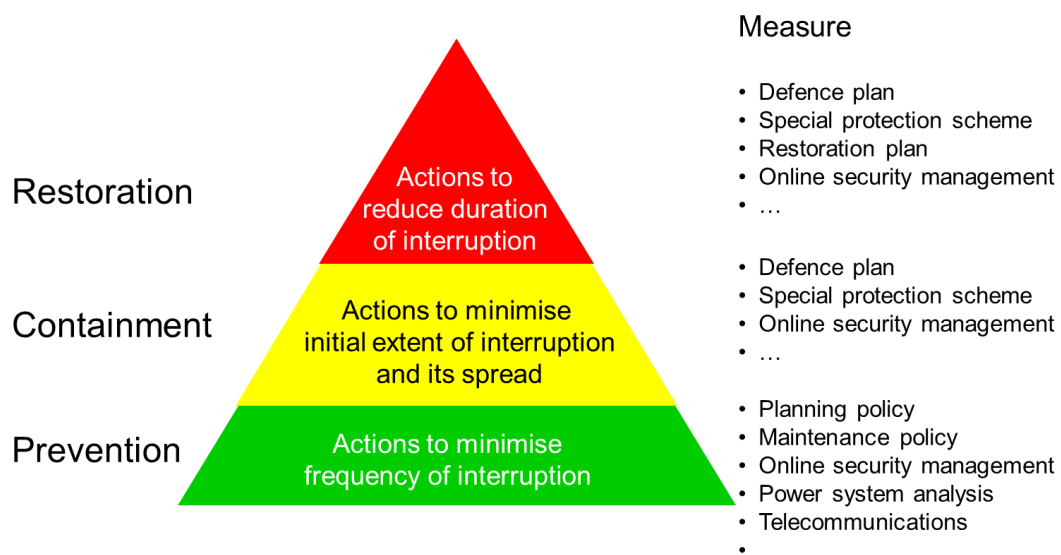 Measure
Restoration
Actions to
reduce duration
of interruption
• Defence plan
• Special protection scheme
• Restoration plan
• Online security management
• …
Containment
Actions to minimise
initial extent of interruption
and its spread
• Defence plan
• Special protection scheme
• Online security management
• …
Prevention
Actions to minimise
frequency of interruption
• Planning policy
• Maintenance policy
• Online security management
• Power system analysis
• Telecommunications
•